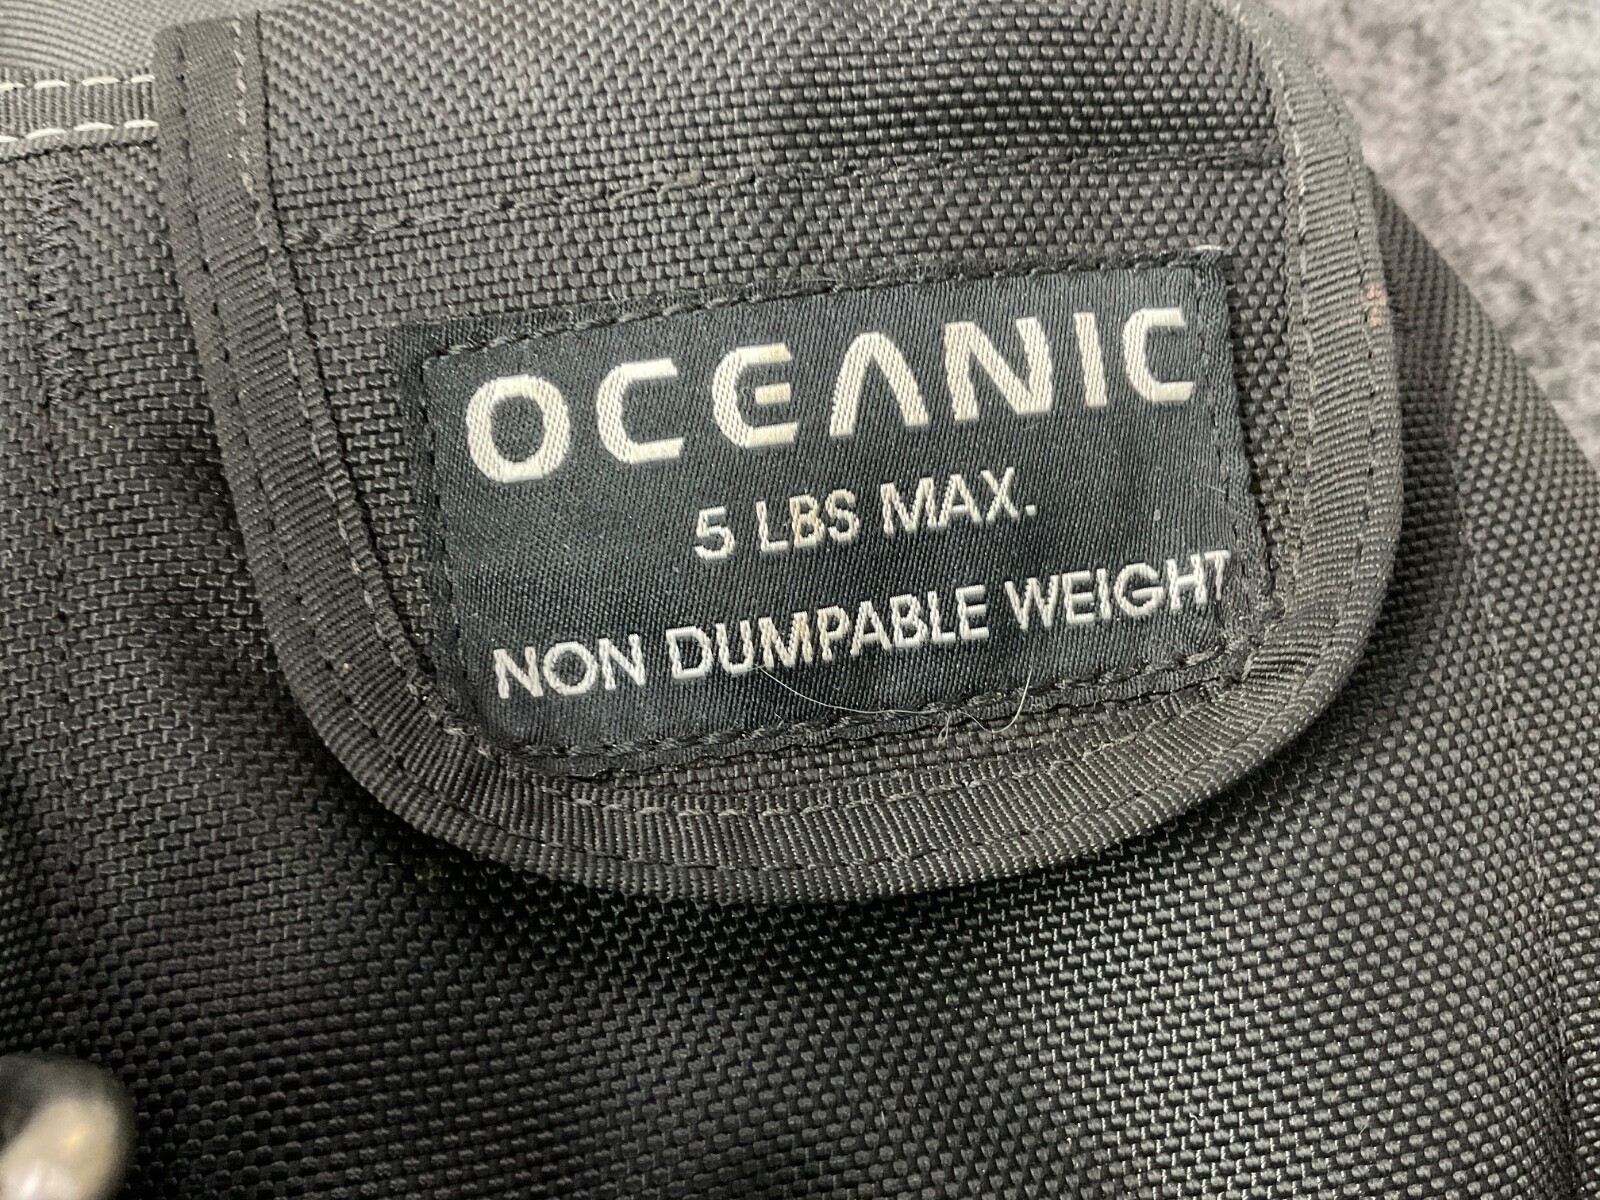 OCEANIC
5 LBS MAX.
NON DUMPABLE WEIGHT